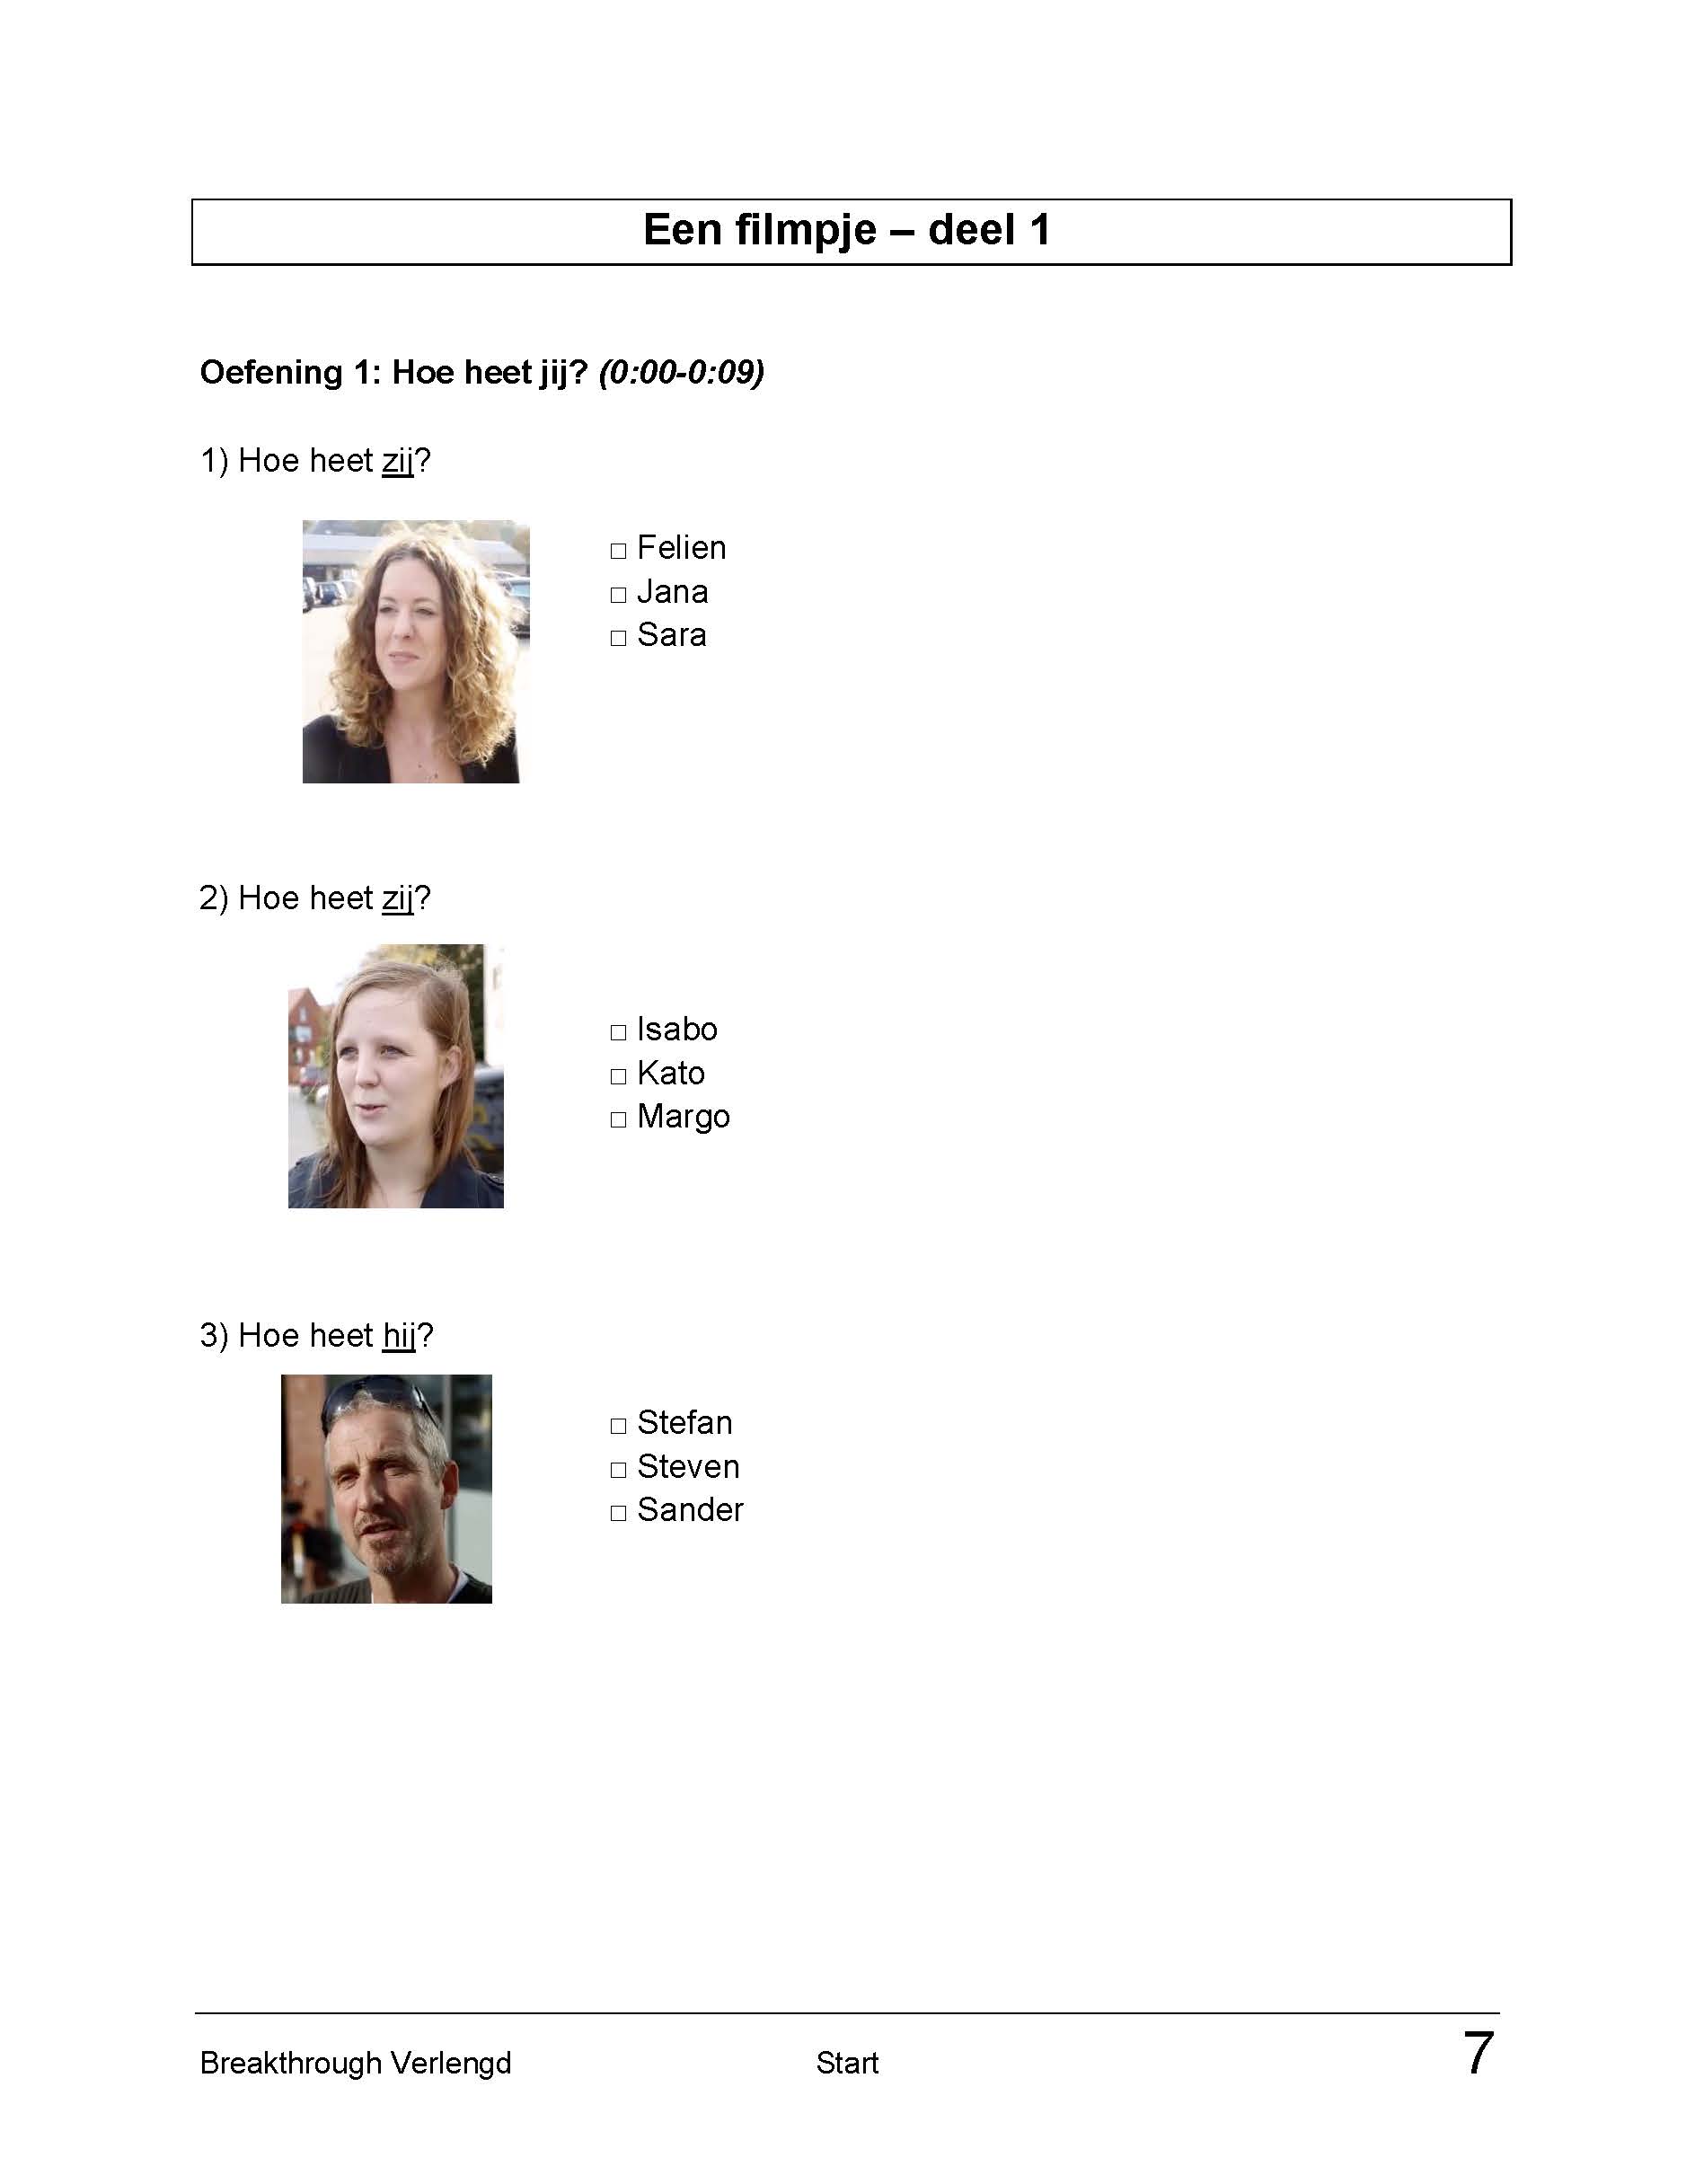 Een filmpje – deel 1
Oefening 1: Hoe heet jij? (0:00-0:09)
1) Hoe heet zij?
□ Felien
□ Jana
□ Sara
2) Hoe heet zij?
□ Isabo
□ Kato
□ Margo
3) Hoe heet hij?
□ Stefan
□ Steven
□ Sander
Breakthrough Verlengd Start 7